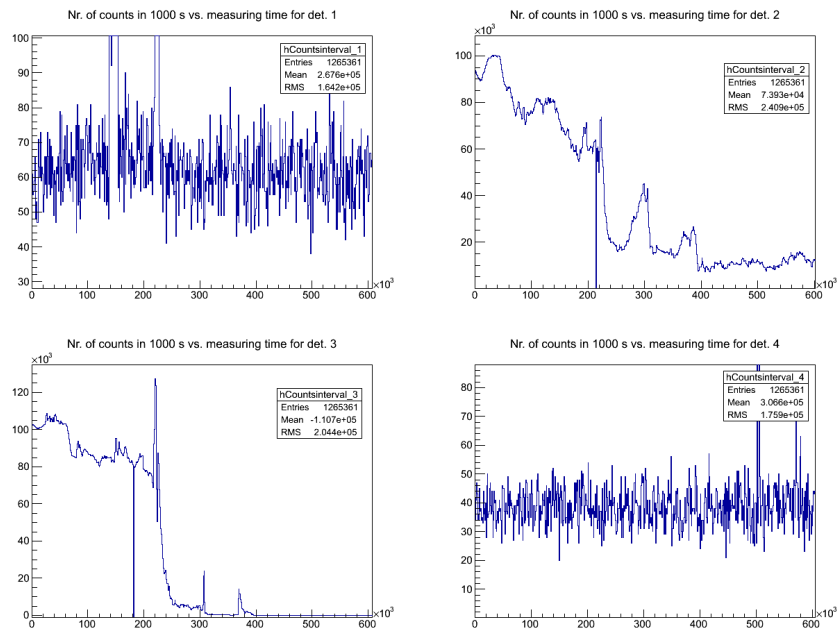 Nr. of counts in 1000 s vs. measuring time for det. 1
hCountsinterval_1
Entries 1265361
Mean 2.676e+05
RMS 1.642e+05
100
90
80
70
60
50
40
30
0 100 200 300 400 500 600
×10³
Nr. of counts in 1000 s vs. measuring time for det. 2
×10³
hCountsinterval_2
Entries 1265361
Mean 7.393e+04
RMS 2.409e+05
100
80
60
40
20
0 100 200 300 400 500 600
×10³
Nr. of counts in 1000 s vs. measuring time for det. 3
×10³
hCountsinterval_3
Entries 1265361
Mean -1.107e+05
RMS 2.044e+05
120
100
80
60
40
20
0
0 100 200 300 400 500 600
×10³
Nr. of counts in 1000 s vs. measuring time for det. 4
hCountsinterval_4
Entries 1265361
Mean 3.066e+05
RMS 1.759e+05
80
70
60
50
40
30
20
10
0 100 200 300 400 500 600
×10³